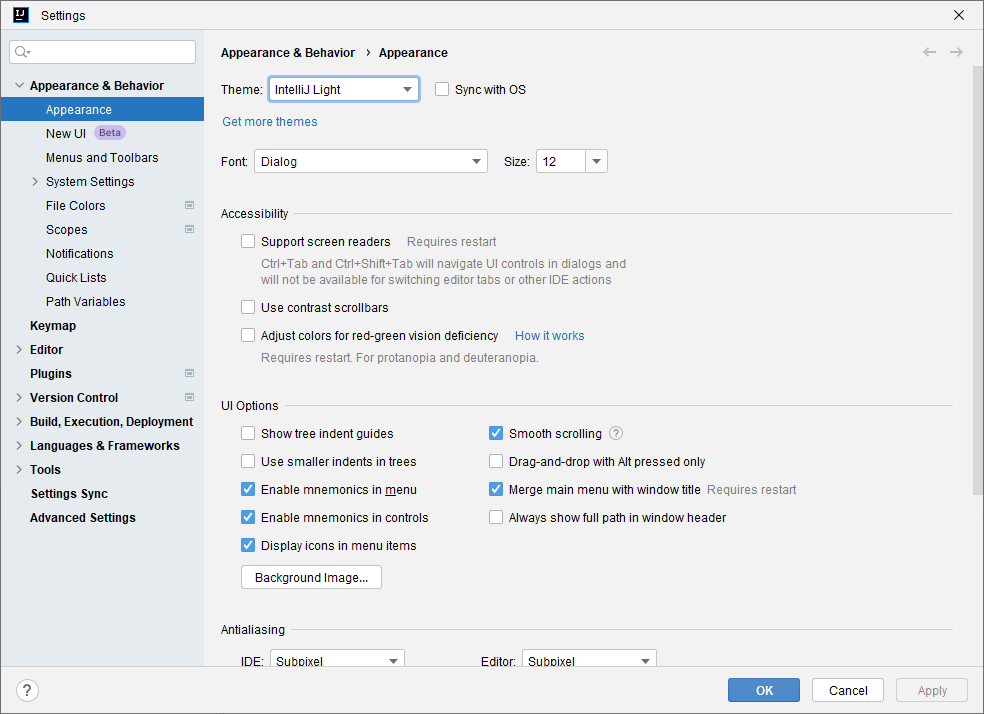 IJ
Settings
Appearance & Behavior
Appearance
New UI Beta
Menus and Toolbars
System Settings
File Colors
Scopes
Notifications
Quick Lists
Path Variables
Keymap
Editor
Plugins
Version Control
Build, Execution, Deployment
Languages & Frameworks
Tools
Settings Sync
Advanced Settings
Appearance & Behavior › Appearance
Theme: IntelliJ Light Sync with OS
Get more themes
Font: Dialog Size: 12
Accessibility
Support screen readers Requires restart
Ctrl+Tab and Ctrl+Shift+Tab will navigate UI controls in dialogs and
will not be available for switching editor tabs or other IDE actions
Use contrast scrollbars
Adjust colors for red-green vision deficiency How it works
Requires restart. For protanopia and deuteranopia.
UI Options
Show tree indent guides Smooth scrolling ?
Use smaller indents in trees Drag-and-drop with Alt pressed only
Enable mnemonics in menu Merge main menu with window title Requires restart
Enable mnemonics in controls Always show full path in window header
Display icons in menu items
Background Image...
Antialiasing
IDE: Subpixel Editor: Subpixel
? OK Cancel Apply